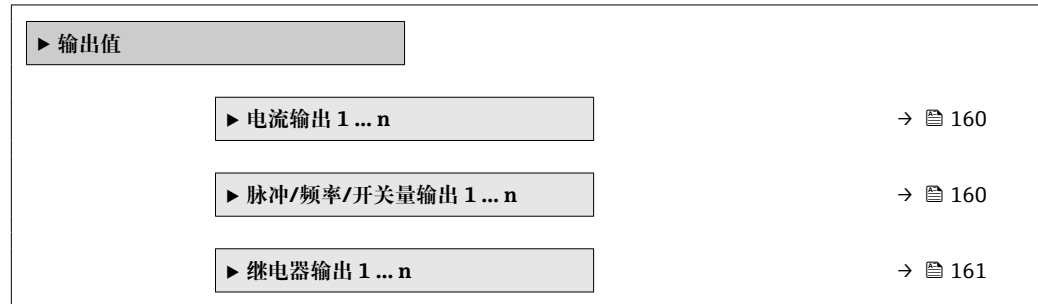 ▶ 输出值
▶ 电流输出 1 ... n → 🖹 160
▶ 脉冲/频率/开关量输出 1 ... n → 🖹 160
▶ 继电器输出 1 ... n → 🖹 161